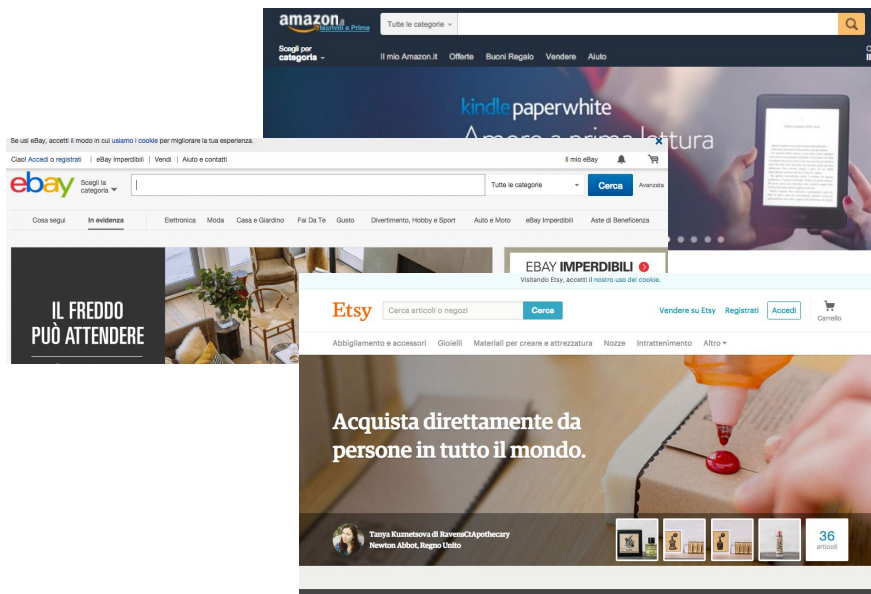 amazon.it
Iscriviti a Prime
Tutte le categorie
Scegli per
categoria
Il mio Amazon.it Offerte Buoni Regalo Vendere Aiuto
kindle paperwhite
Amore a prima lettura
Se usi eBay, accetti il modo in cui usiamo i cookie per migliorare la tua esperienza.
Ciao! Accedi o registrati | eBay Imperdibili | Vendi | Aiuto e contatti
Il mio eBay
ebay
Scegli la
categoria
Tutte le categorie
Cerca
Avanzata
Cosa segui In evidenza Elettronica Moda Casa e Giardino Fai Da Te Gusto Divertimento, Hobby e Sport Auto e Moto eBay Imperdibili Aste di Beneficenza
IL FREDDO
PUÒ ATTENDERE
EBAY IMPERDIBILI
Visitando Etsy, accetti il nostro uso dei cookie.
Etsy
Cerca articoli o negozi
Cerca
Vendere su Etsy Registrati Accedi
Carrello
Abbigliamento e accessori Gioielli Materiali per creare e attrezzatura Nozze Intrattenimento Altro
Acquista direttamente da
persone in tutto il mondo.
Tanya Kuznetsova di RavensCtApothecary
Newton Abbot, Regno Unito
36
articoli